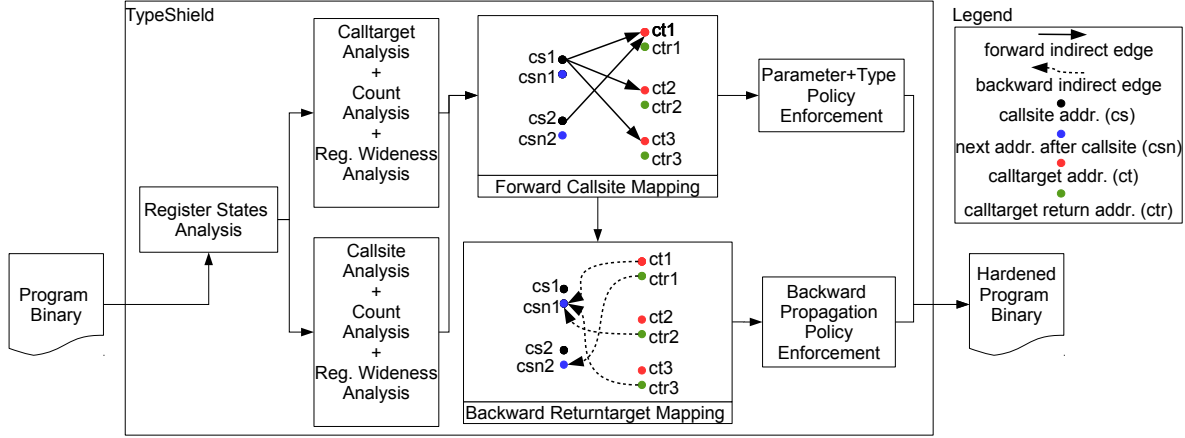 TypeShield
Calltarget
Analysis
+
Count
Analysis
+
Reg. Wideness
Analysis
Register States
Analysis
Program
Binary
Callsite
Analysis
+
Count
Analysis
+
Reg. Wideness
Analysis
cs1
csn1
cs2
csn2
ct1
ctr1
ct2
ctr2
ct3
ctr3
Forward Callsite Mapping
cs1
csn1
cs2
csn2
ct1
ctr1
ct2
ctr2
ct3
ctr3
Backward Returntarget Mapping
Parameter+Type
Policy
Enforcement
Backward
Propagation
Policy
Enforcement
Legend
forward indirect edge
backward indirect edge
callsite addr. (cs)
next addr. after callsite (csn)
calltarget addr. (ct)
calltarget return addr. (ctr)
Hardened
Program
Binary